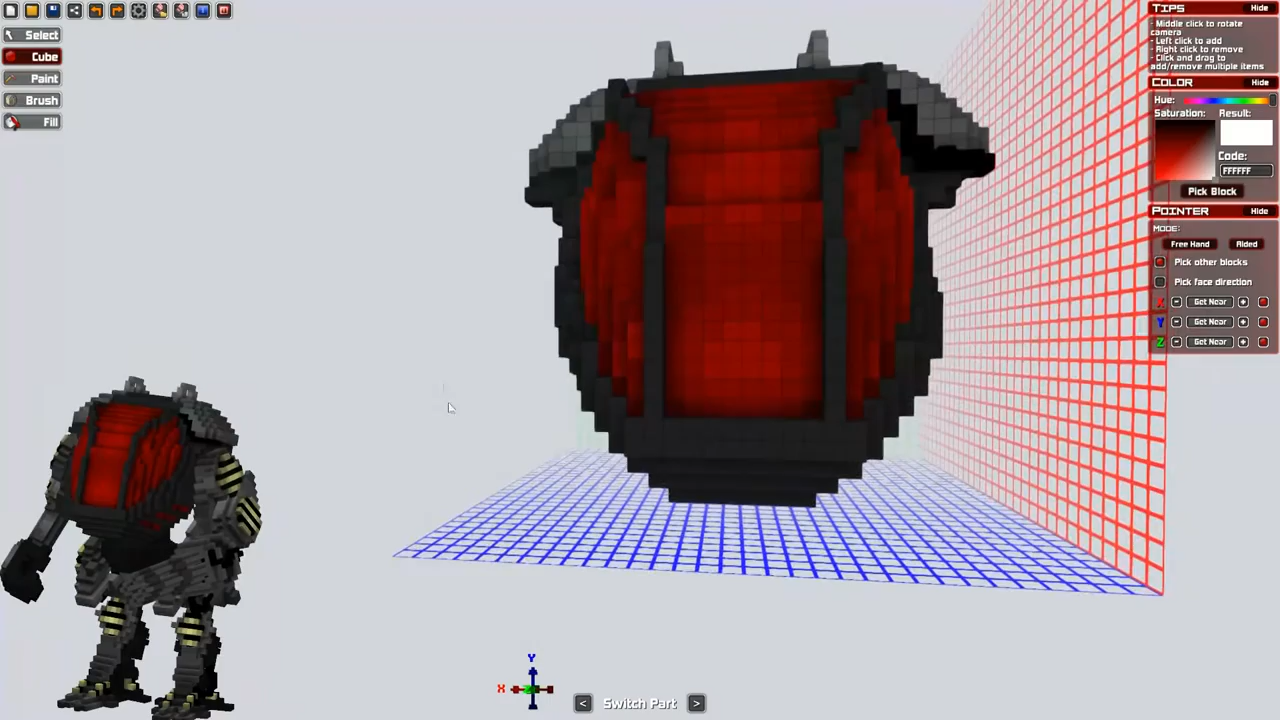 Select
Cube
Paint
Brush
Fill
TIPS Hide
- Middle click to rotate
camera
- Left click to add
- Right click to remove
- Click and drag to
add/remove multiple items
COLOR Hide
Hue:
Saturation: Result:
Code:
FFFFFF
Pick Block
POINTER Hide
MODE:
Free Hand Aided
Pick other blocks
Pick face direction
X - Get Near +
Y - Get Near +
Z - Get Near +
Y
X Z
< Switch Part >